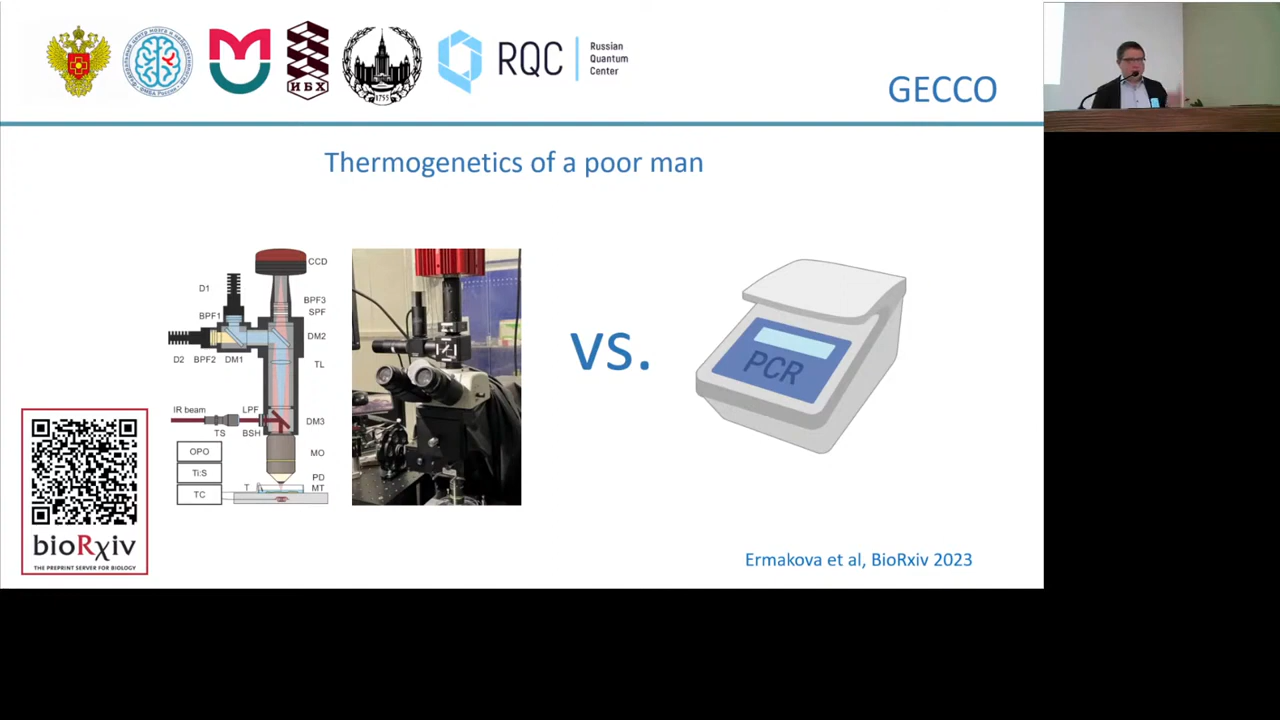 ИБХ
1755
RQC
Russian
Quantum
Center
GECCO
Thermogenetics of a poor man
CCD
D1
BPF3
SPF
BPF1
DM2
D2
BPF2
DM1
TL
IR beam
LPF
DM3
TS
BSH
OPO
MO
Ti:S
PD
T
MT
TC
vs.
PCR
bioRχiv
THE PREPRINT SERVER FOR BIOLOGY
Ermakova et al, BioRxiv 2023